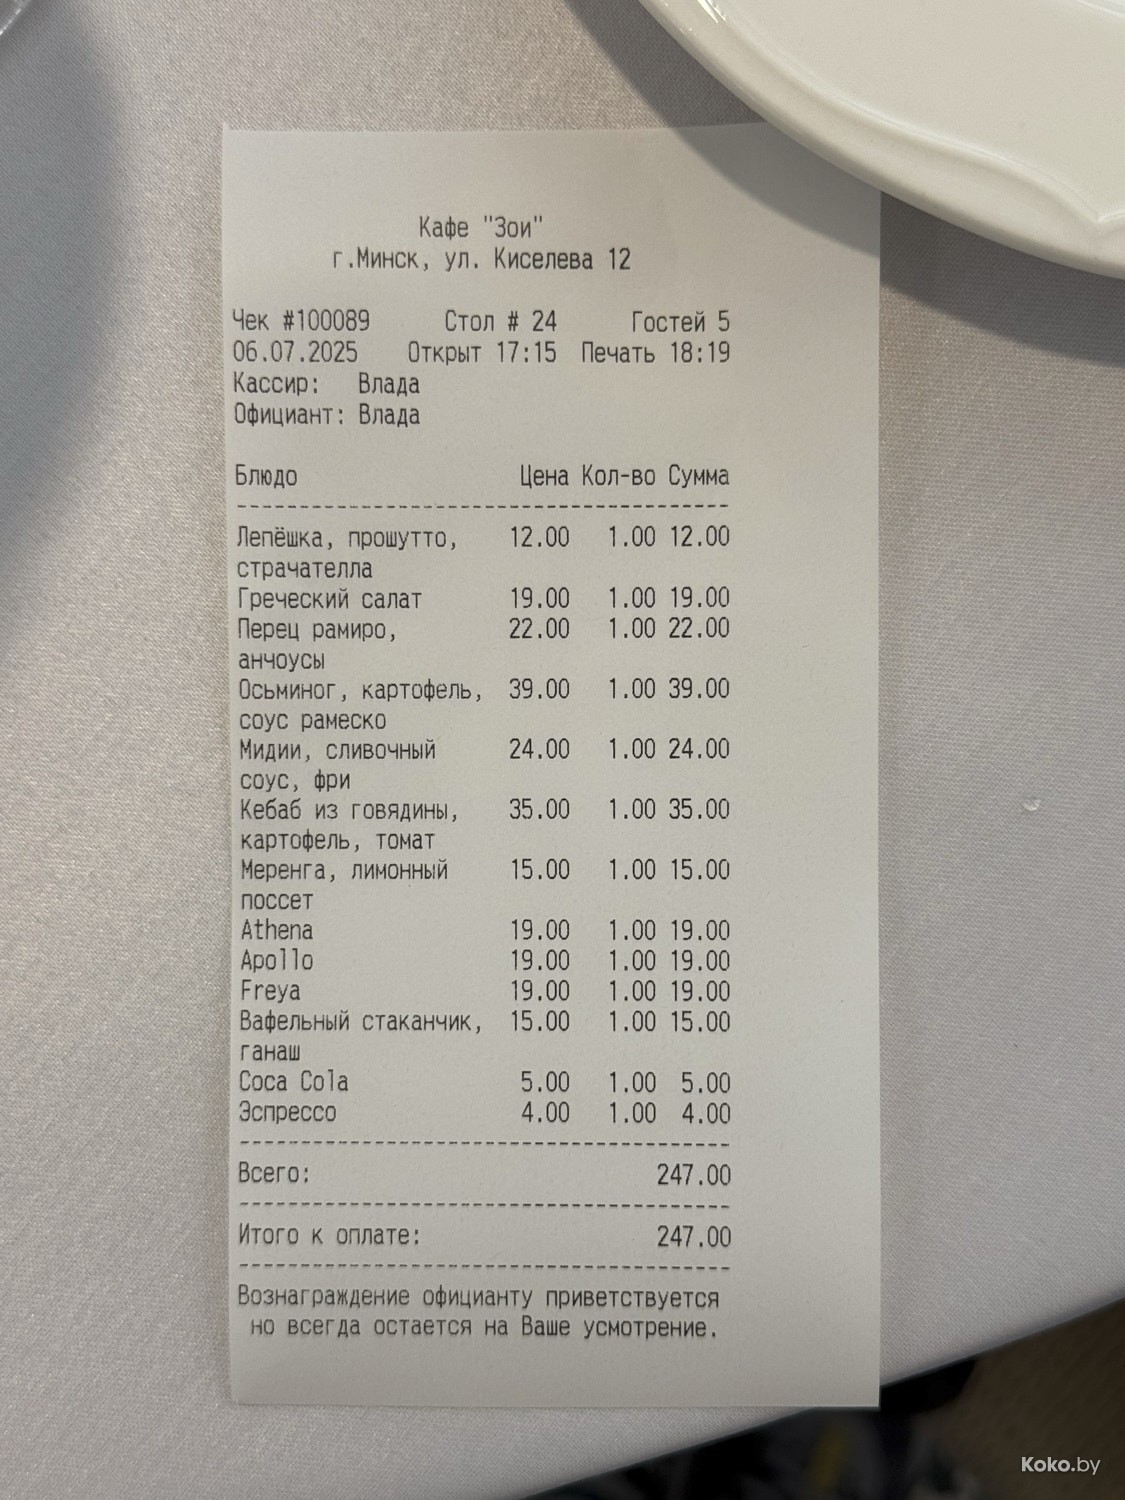 Кафе "Зои"
г.Минск, ул. Киселева 12
Чек #100089 Стол # 24 Гостей 5
06.07.2025 Открыт 17:15 Печать 18:19
Кассир: Влада
Официант: Влада
Блюдо Цена Кол-во Сумма
Лепёшка, прошутто, 12.00 1.00 12.00
страчателла
Греческий салат 19.00 1.00 19.00
Перец рамиро, 22.00 1.00 22.00
анчоусы
Осьминог, картофель, 39.00 1.00 39.00
соус рамеско
Мидии, сливочный 24.00 1.00 24.00
соус, фри
Кебаб из говядины, 35.00 1.00 35.00
картофель, томат
Меренга, лимонный 15.00 1.00 15.00
поссет
Athena 19.00 1.00 19.00
Apollo 19.00 1.00 19.00
Freya 19.00 1.00 19.00
Вафельный стаканчик, 15.00 1.00 15.00
ганаш
Coca Cola 5.00 1.00 5.00
Эспрессо 4.00 1.00 4.00
Всего: 247.00
Итого к оплате: 247.00
Вознаграждение официанту приветствуется
но всегда остается на Ваше усмотрение.
Koko.by